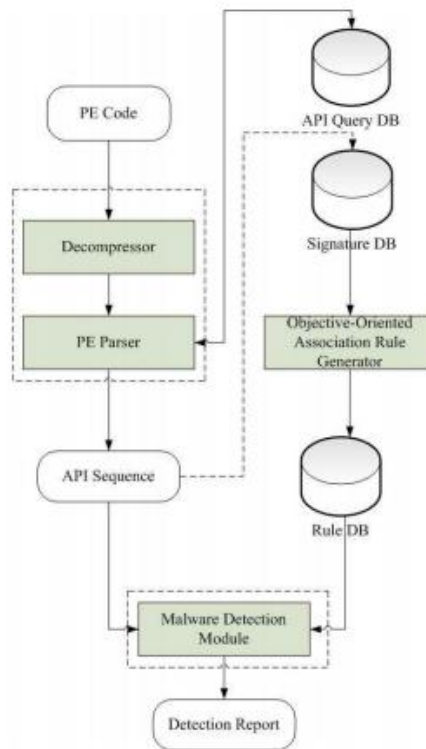 PE Code
API Query DB
Decompressor
Signature DB
PE Parser
Objective-Oriented
Association Rule
Generator
API Sequence
Rule DB
Malware Detection
Module
Detection Report